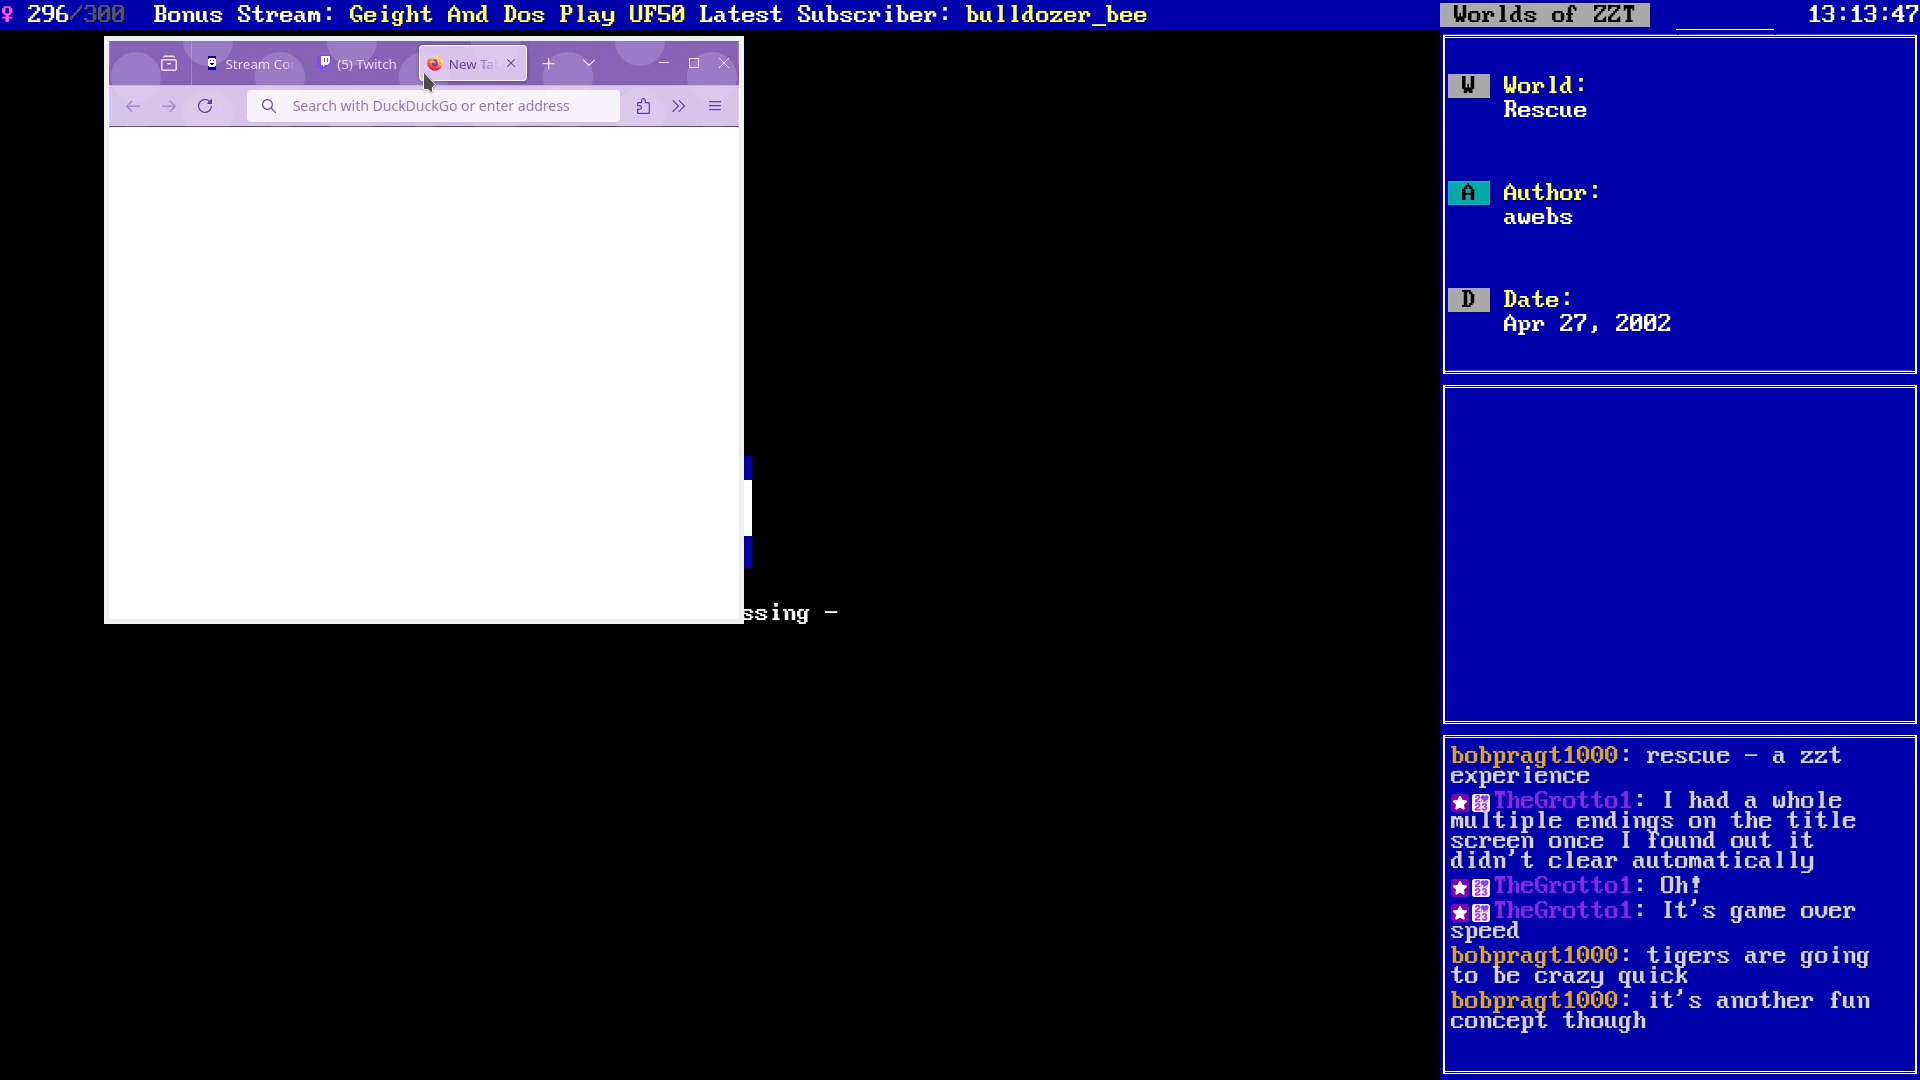 ♀ 296/300 Bonus Stream: Geight And Dos Play UF50 Latest Subscriber: bulldozer_bee
Worlds of ZZT
13:13:47
Stream Co
(5) Twitch
New Ta
Search with DuckDuckGo or enter address
ssing -
W World:
Rescue
A Author:
awebs
D Date:
Apr 27, 2002
bobpragt1000: rescue - a zzt
experience
TheGrotto1: I had a whole
multiple endings on the title
screen once I found out it
didn't clear automatically
TheGrotto1: Oh!
TheGrotto1: It's game over
speed
bobpragt1000: tigers are going
to be crazy quick
bobpragt1000: it's another fun
concept though